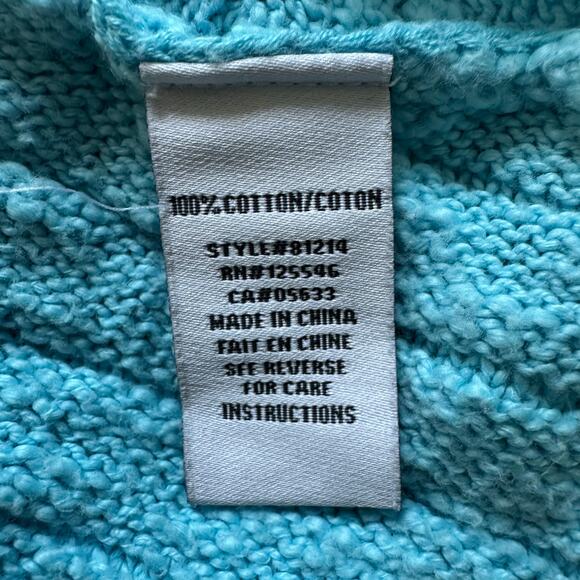 100% COTTON/COTON
STYLE#81214
RN#125546
CA#05633
MADE IN CHINA
FAIT EN CHINE
SEE REVERSE
FOR CARE
INSTRUCTIONS